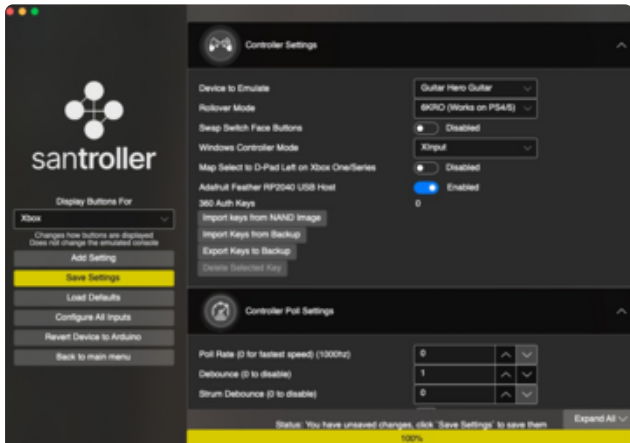 santroller
Display Buttons For
Xbox
Changes how buttons are displayed
Does not change the emulated console
Add Setting
Save Settings
Load Defaults
Configure All Inputs
Revert Device to Arduino
Back to main menu
Controller Settings
Device to Emulate
Guitar Hero Guitar
Rollover Mode
6KRO (Works on PS4/5)
Swap Switch Face Buttons
Disabled
Windows Controller Mode
XInput
Map Select to D-Pad Left on Xbox One/Series
Disabled
Adafruit Feather RP2040 USB Host
Enabled
360 Auth Keys
0
Import keys from NAND Image
Import Keys from Backup
Export Keys to Backup
Delete Selected Key
Controller Poll Settings
Poll Rate (0 for fastest speed) (1000hz)
0
Debounce (0 to disable)
1
Strum Debounce (0 to disable)
0
Status: You have unsaved changes, click `Save Settings` to save them
Expand All
100%